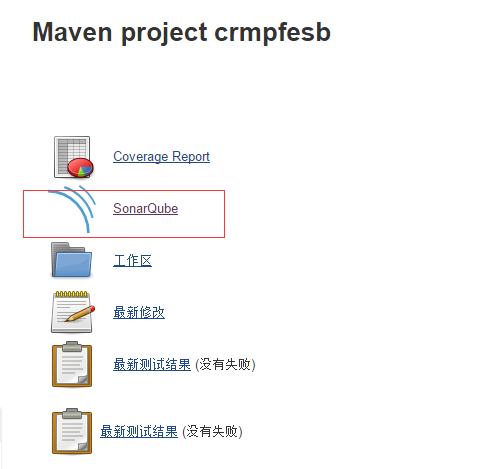 Maven project crmpfesb
Coverage Report
SonarQube
工作区
最新修改
最新测试结果 (没有失败)
最新测试结果 (没有失败)